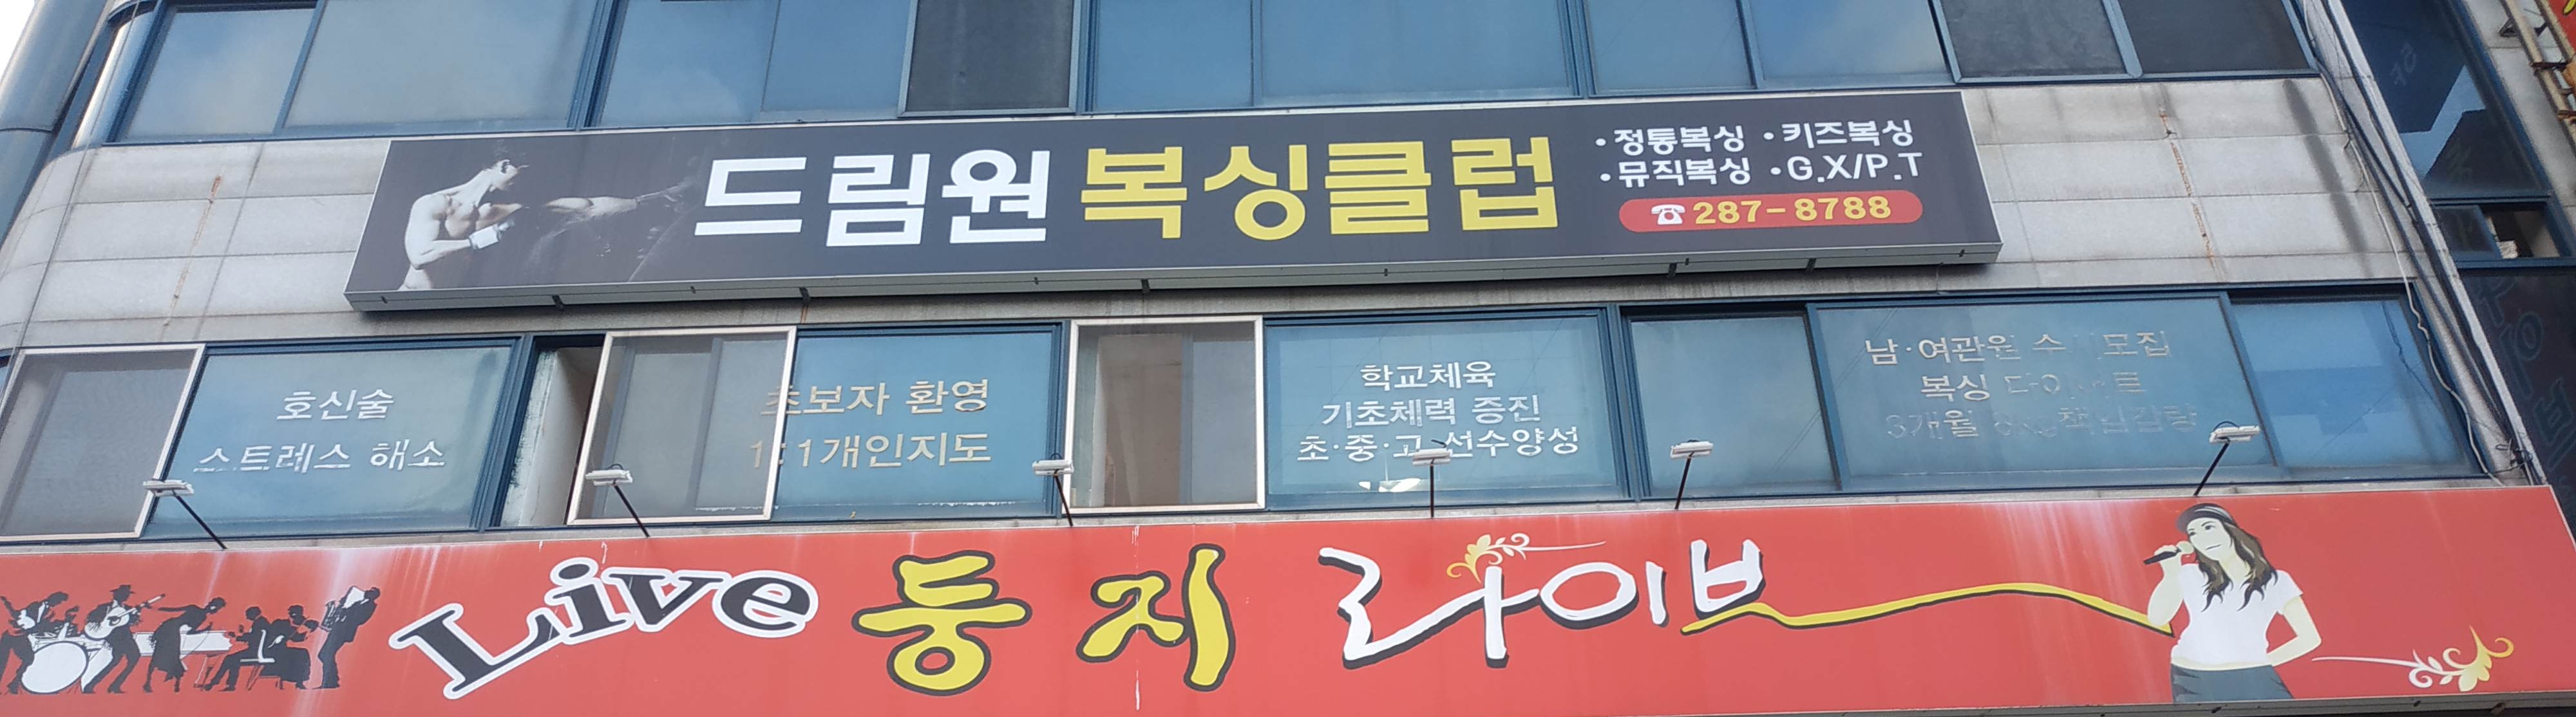 드림원 복싱클럽
·정통복싱 ·키즈복싱
·뮤직복싱 ·G.X/P.T
☎287-8788
호신술
스트레스 해소
초보자 환영
1:1개인지도
학교체육
기초체력 증진
초·중·고 선수양성
남·여관원 모집
복싱
Live 둥지 라이브